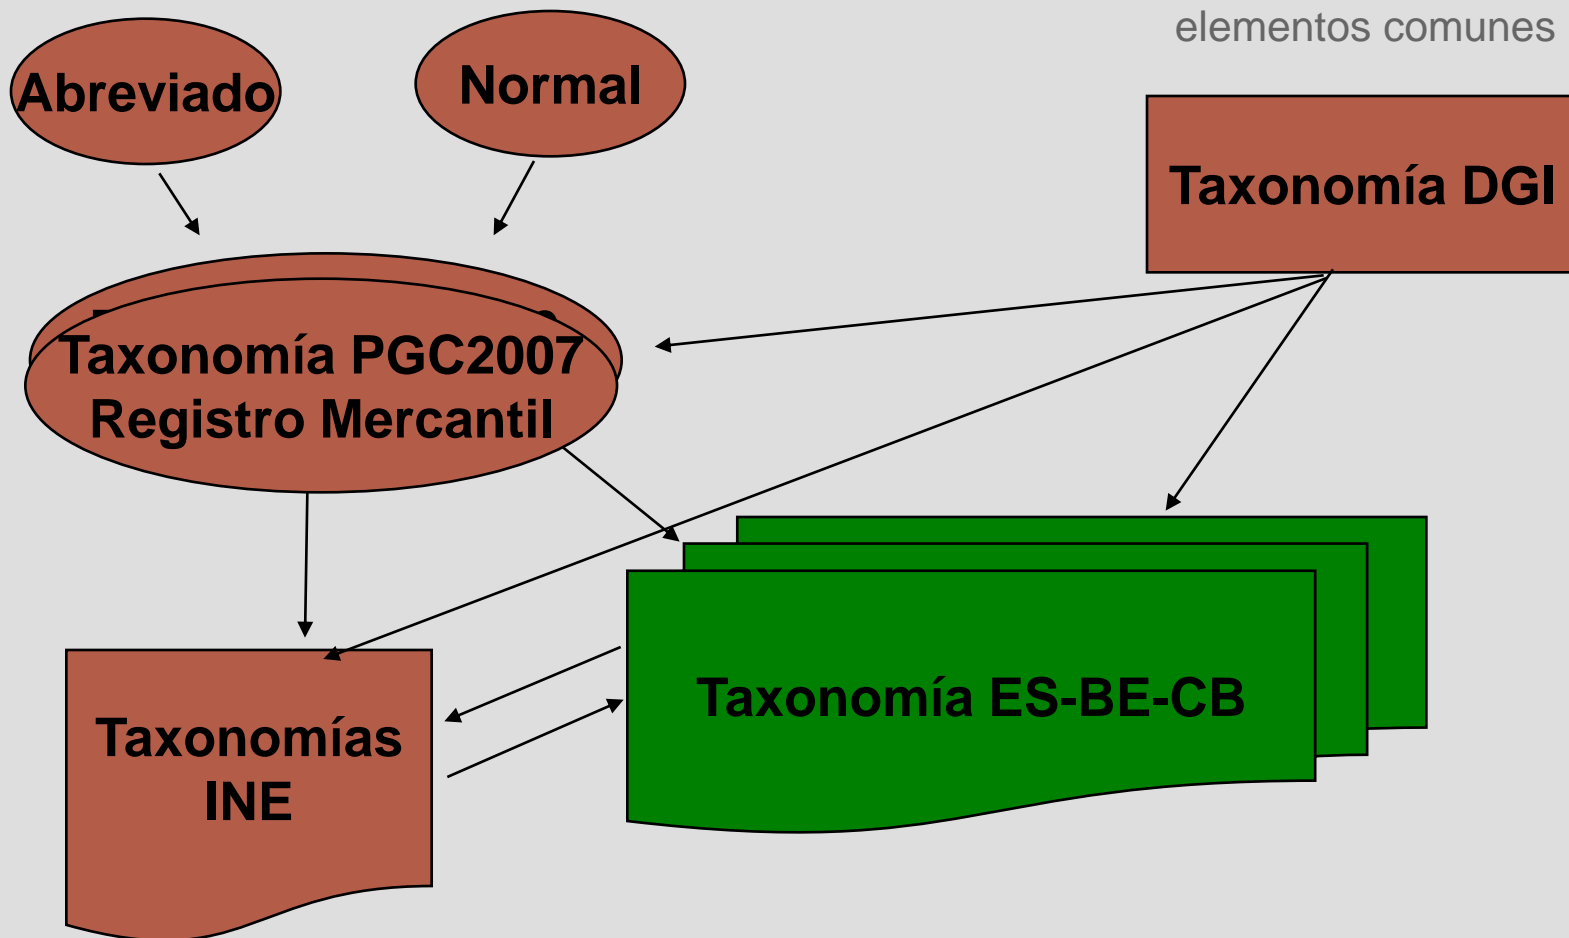 elementos comunes
Abreviado
Normal
Taxonomía DGI
Taxonomía PGC2007
Registro Mercantil
Taxonomía ES-BE-CB
Taxonomías
INE